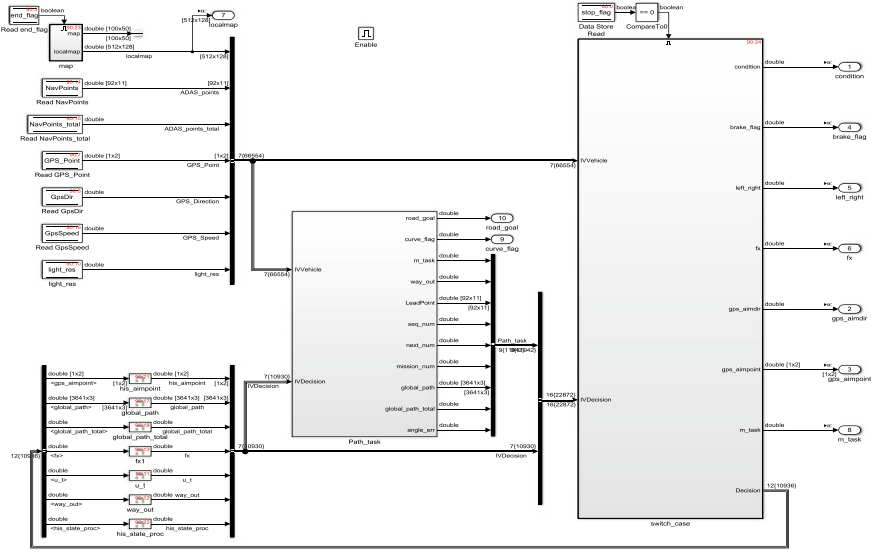 end_flag
boolean
Read end_flag
map
double [100x50]
[100x50]
localmap
double [512x128]
localmap
map
[512x128]
7
localmap
[512x128]
NavPoints
double [92x11]
[92x11]
ADAS_points
Read NavPoints
NavPoints_total
double
ADAS_points_total
Read NavPoints_total
GPS_Point
double [1x2]
[1x2]
GPS_Point
Read GPS_Point
GpsDir
double
GPS_Direction
Read GpsDir
GpsSpeed
double
GPS_Speed
Read GpsSpeed
light_res
double
light_res
light_res
7(66554)
7(66554)
7(66554)
Enable
stop_flag
boolea
== 0
boolean
Data Store
Read
CompareTo0
IVVehicle
IVDecision
road_goal
double
10
road_goal
curve_flag
double
9
curve_flag
m_task
double
way_out
double
LeadPoint
double [92x11]
[92x11]
seq_num
double
next_num
double
Path_task
mission_num
double
global_path
double [3641x3]
[3641x3]
global_path_total
double
angle_err
double
Path_task
7(10930)
IVDecision
7(10930)
7(10930)
IVDecision
16(22872)
16(22872)
double [1x2]
<gps_aimpoint>
[1x2]
double [1x2]
his_aimpoint
[1x2]
his_aimpoint
double [3641x3]
<global_path>
[3641x3]
double [3641x3]
[3641x3]
global_path
global_path
double
<global_path_total>
double
global_path_total
global_path_total
double
<fx>
double
fx
fx1
double
<u_t>
double
u_t
u_t
double
<way_out>
double
way_out
way_out
double
<his_state_proc>
double
his_state_proc
his_state_proc
IVVehicle
IVDecision
90:24
condition
double
1
condition
brake_flag
double
4
brake_flag
left_right
double
5
left_right
fx
double
6
fx
gps_aimdir
double
2
gps_aimdir
gps_aimpoint
double [1x2]
[1x2]
3
gps_aimpoint
m_task
double
8
m_task
Decision
12(10936)
switch_case